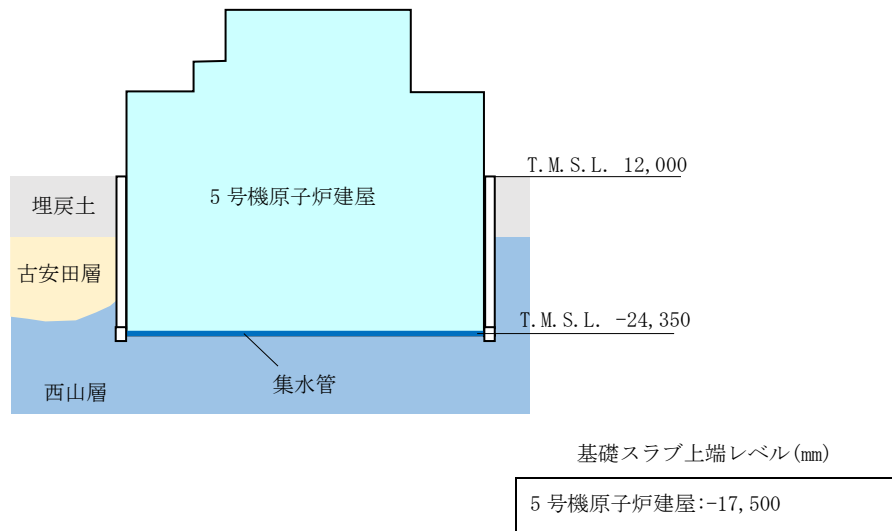 T.M.S.L. 12,000
5 号機原子炉建屋
埋戻土
古安田層
T.M.S.L. -24,350
集水管
西山層
基礎スラブ上端レベル(㎜)
5 号機原子炉建屋:-17,500